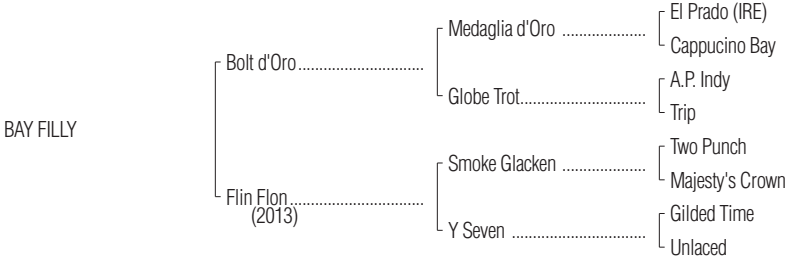 El Prado (IRE)
Medaglia d'Oro ....................
Cappucino Bay
Bolt d'Oro..............................
A.P. Indy
Globe Trot..............................
Trip
BAY FILLY
Two Punch
Smoke Glacken ....................
Majesty's Crown
Flin Flon................................
(2013)
Gilded Time
Y Seven ................................
Unlaced